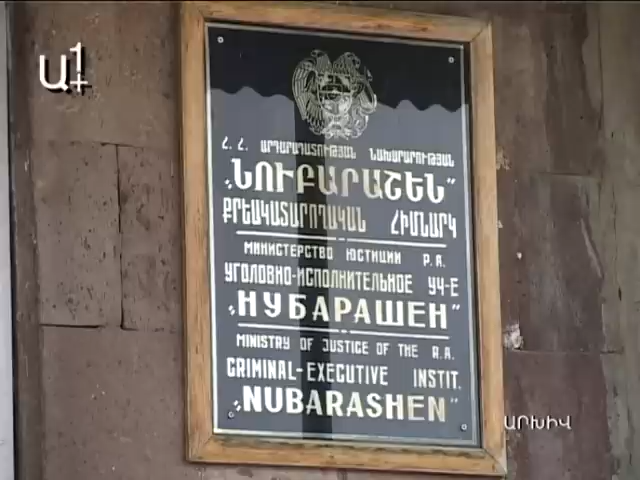 ա1+
Հ. Հ. ԱՐԴԱՐԱԴԱՏՈՒԹՅԱՆ ՆԱԽԱՐԱՐՈՒԹՅԱՆ
„ՆՈՒԲԱՐԱՇԵՆ”
ՔՐԵԱԿԱՏԱՐՈՂԱԿԱՆ ՀԻՄՆԱՐԿ
МИНИСТЕРСТВО ЮСТИЦИИ Р.А.
УГОЛОВНО-ИСПОЛНИТЕЛЬНОЕ УЧ-Е
„НУБАРАШЕН”
MINISTRY OF JUSTICE OF THE R.A.
CRIMINAL-EXECUTIVE INSTIT.
„NUBARASHEN”
ԱՐԽԻՎ